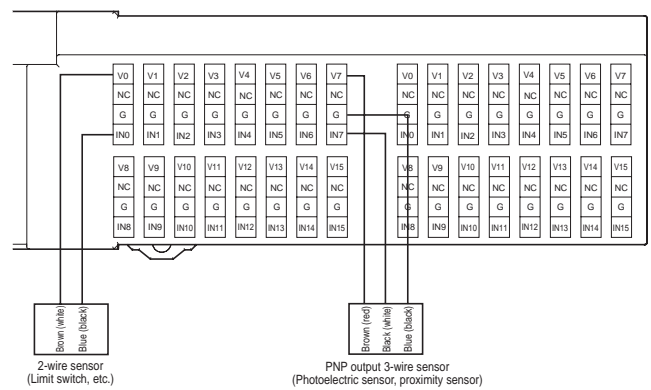 V0 V1 V2 V3 V4 V5 V6 V7 V0 V1 V2 V3 V4 V5 V6 V7
NC NC NC NC NC NC NC NC NC NC NC NC NC NC NC NC
G G G G G G G G G G G G G G G G
IN0 IN1 IN2 IN3 IN4 IN5 IN6 IN7 IN0 IN1 IN2 IN3 IN4 IN5 IN6 IN7
V8 V9 V10 V11 V12 V13 V14 V15 V8 V9 V10 V11 V12 V13 V14 V15
NC NC NC NC NC NC NC NC NC NC NC NC NC NC NC NC
G G G G G G G G G G G G G G G G
IN8 IN9 IN10 IN11 IN12 IN13 IN14 IN15 IN8 IN9 IN10 IN11 IN12 IN13 IN14 IN15
Brown (white)
Blue (black)
2-wire sensor
(Limit switch, etc.)
Brown (red)
Black (white)
Blue (black)
PNP output 3-wire sensor
(Photoelectric sensor, proximity sensor)